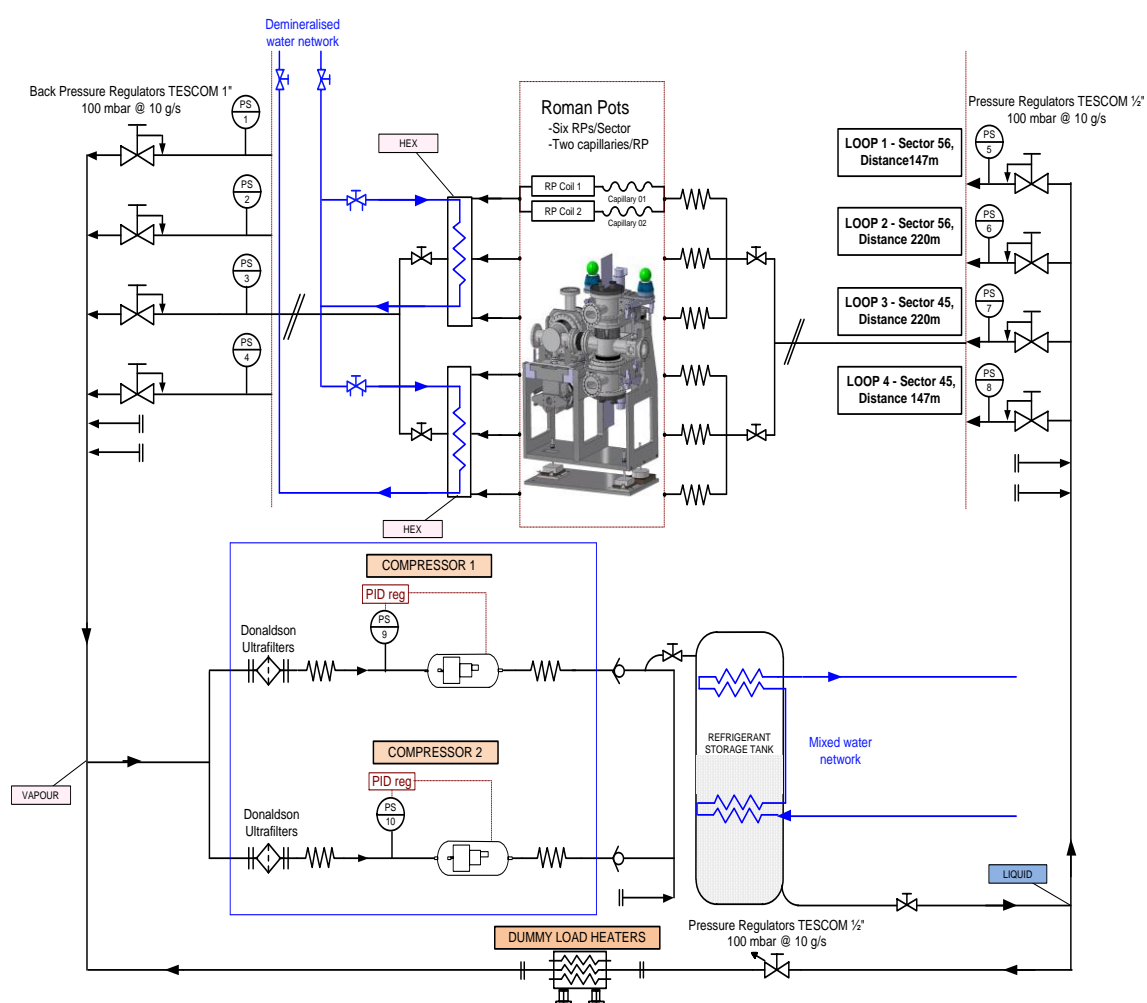 Demineralised
water network
Back Pressure Regulators TESCOM 1"
100 mbar @ 10 g/s
PS
1
PS
2
PS
3
PS
4
HEX
Roman Pots
-Six RPs/Sector
-Two capillaries/RP
RP Coil 1
Capillary 01
RP Coil 2
Capillary 02
Pressure Regulators TESCOM ½"
100 mbar @ 10 g/s
LOOP 1 - Sector 56,
Distance147m
PS
5
LOOP 2 - Sector 56,
Distance 220m
PS
6
LOOP 3 - Sector 45,
Distance 220m
PS
7
LOOP 4 - Sector 45,
Distance 147m
PS
8
HEX
COMPRESSOR 1
PID reg
PS
9
Donaldson
Ultrafilters
COMPRESSOR 2
PID reg
PS
10
Donaldson
Ultrafilters
VAPOUR
REFRIGERANT
STORAGE TANK
Mixed water
network
LIQUID
DUMMY LOAD HEATERS
Pressure Regulators TESCOM ½"
100 mbar @ 10 g/s